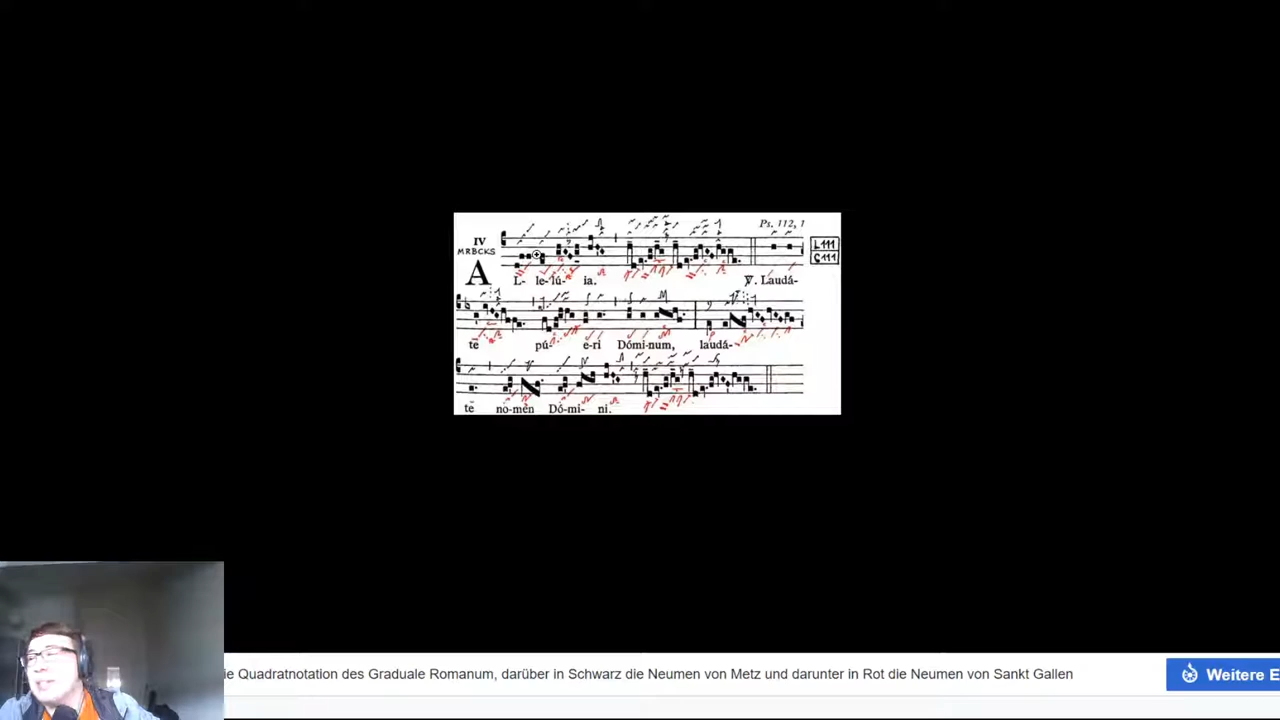 Ps. 112, 1
IV
MRBCKS
L 111
C 111
A L- le- lú- ia. ℣. Laudá-
te pú- e-ri Dómi-num, laudá-
te no-men Dó-mi- ni.
ie Quadratnotation des Graduale Romanum, darüber in Schwarz die Neumen von Metz und darunter in Rot die Neumen von Sankt Gallen
Weitere E